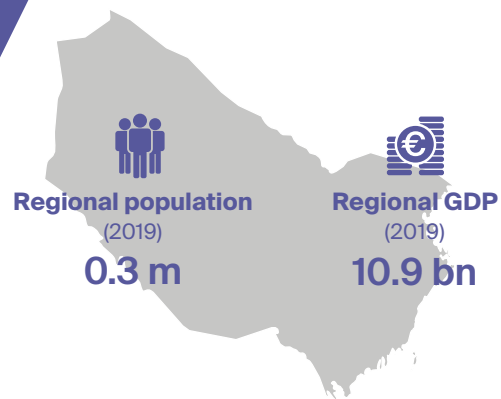 €
Regional population
(2019)
0.3 m
Regional GDP
(2019)
10.9 bn